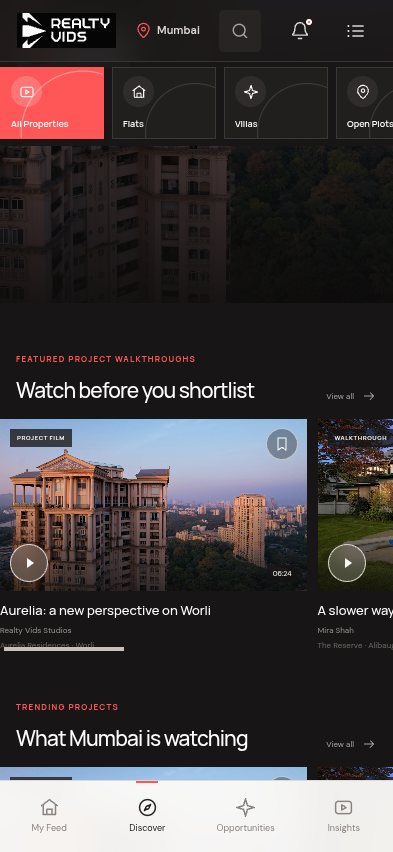 REALTY
VIDS
Mumbai
All Properties
Flats
Villas
Open Plots
FEATURED PROJECT WALKTHROUGHS
Watch before you shortlist
View all
PROJECT FILM
WALKTHROUGH
06:24
Aurelia: a new perspective on Worli
A slower way
Realty Vids Studios
Mira Shah
Aurelia Residences · Worli
The Reserve · Alibaug
TRENDING PROJECTS
What Mumbai is watching
View all
My Feed
Discover
Opportunities
Insights